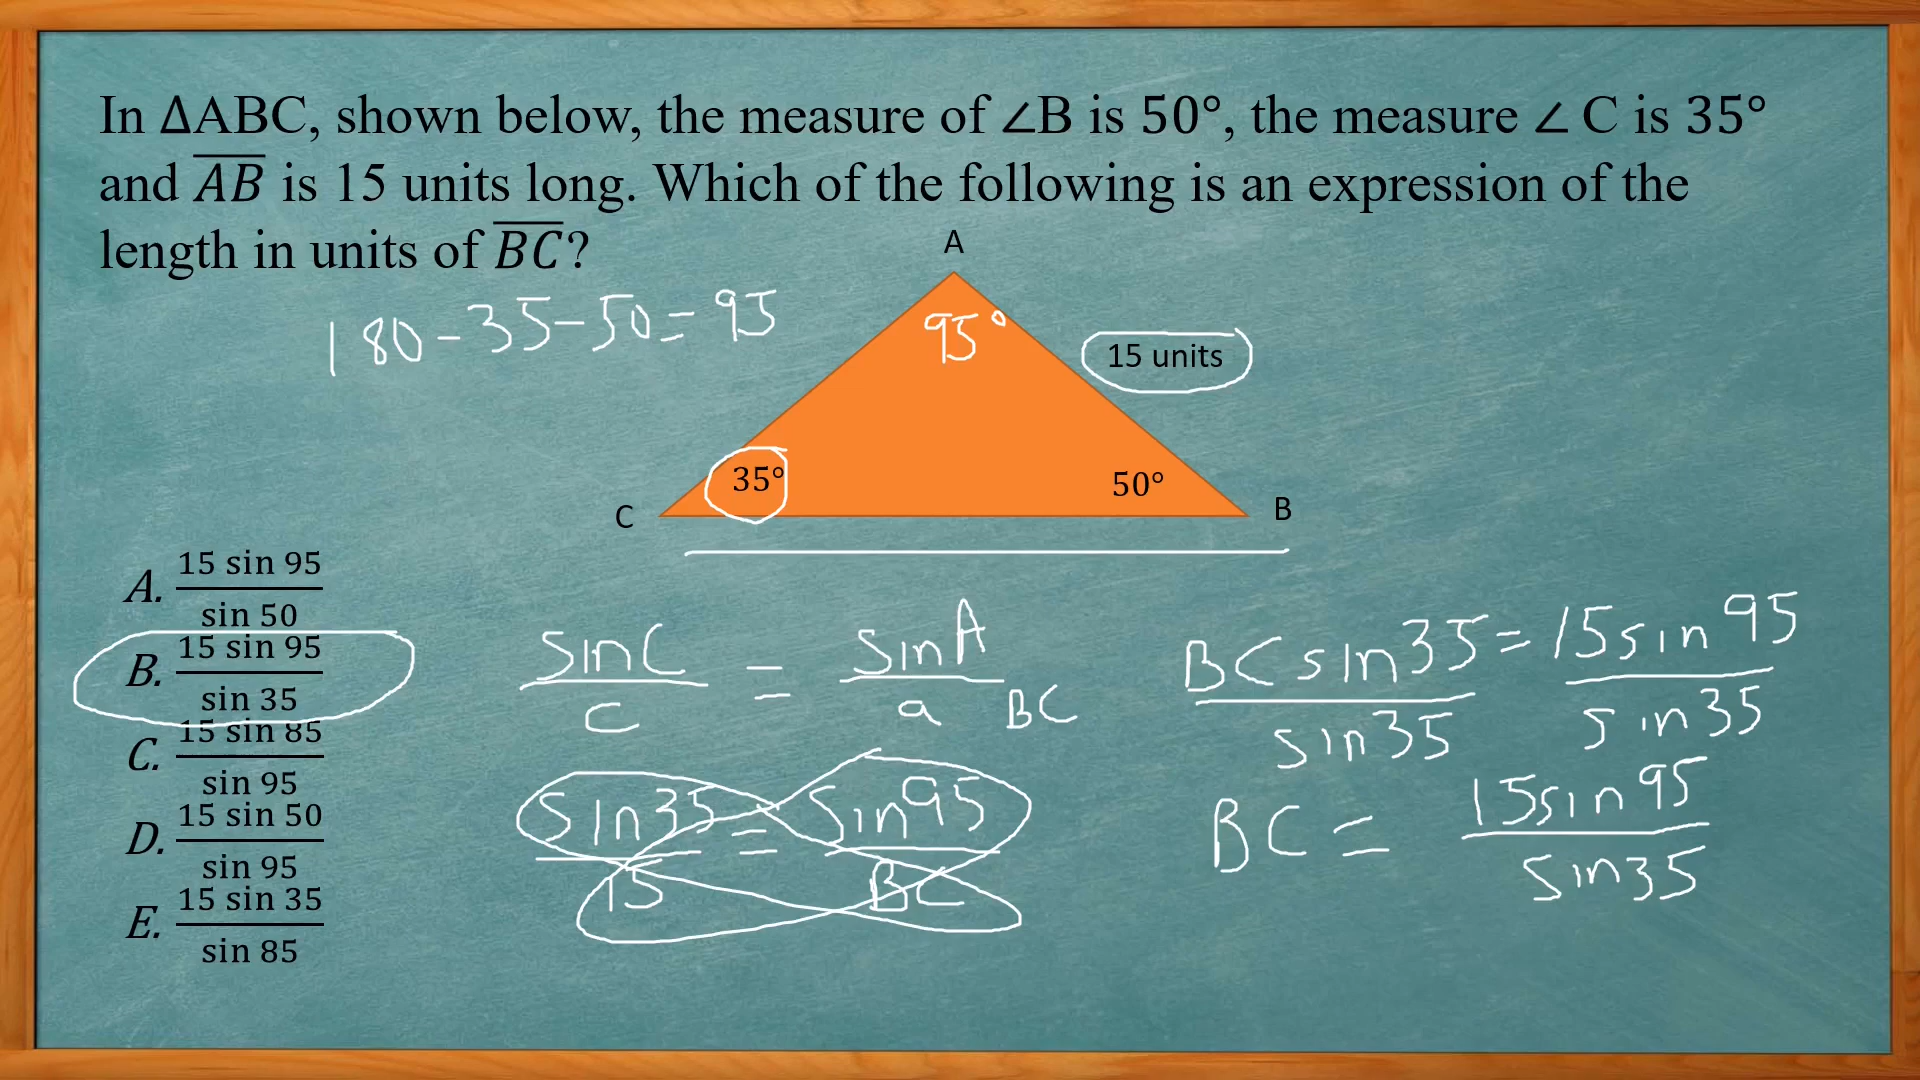 In ΔABC, shown below, the measure of ∠B is 50°, the measure ∠ C is 35°
and AB is 15 units long. Which of the following is an expression of the
length in units of BC?
A
180-35-50=95
95°
15 units
35°
50°
C
B
A. 15 sin 95 / sin 50
B. 15 sin 95 / sin 35
C. 15 sin 85 / sin 95
D. 15 sin 50 / sin 95
E. 15 sin 35 / sin 85
sinC / c = sinA / a BC
sin35 / 15 = sin95 / BC
BCsin35 / sin35 = 15sin95 / sin35
BC = 15sin95 / sin35